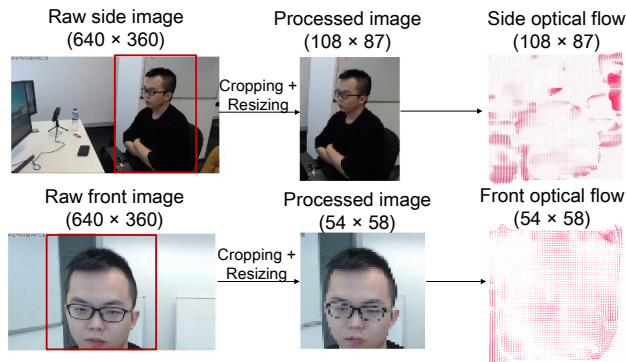 Raw side image
(640 × 360)
Processed image
(108 × 87)
Side optical flow
(108 × 87)
Cropping +
Resizing
Raw front image
(640 × 360)
Processed image
(54 × 58)
Front optical flow
(54 × 58)
Cropping +
Resizing